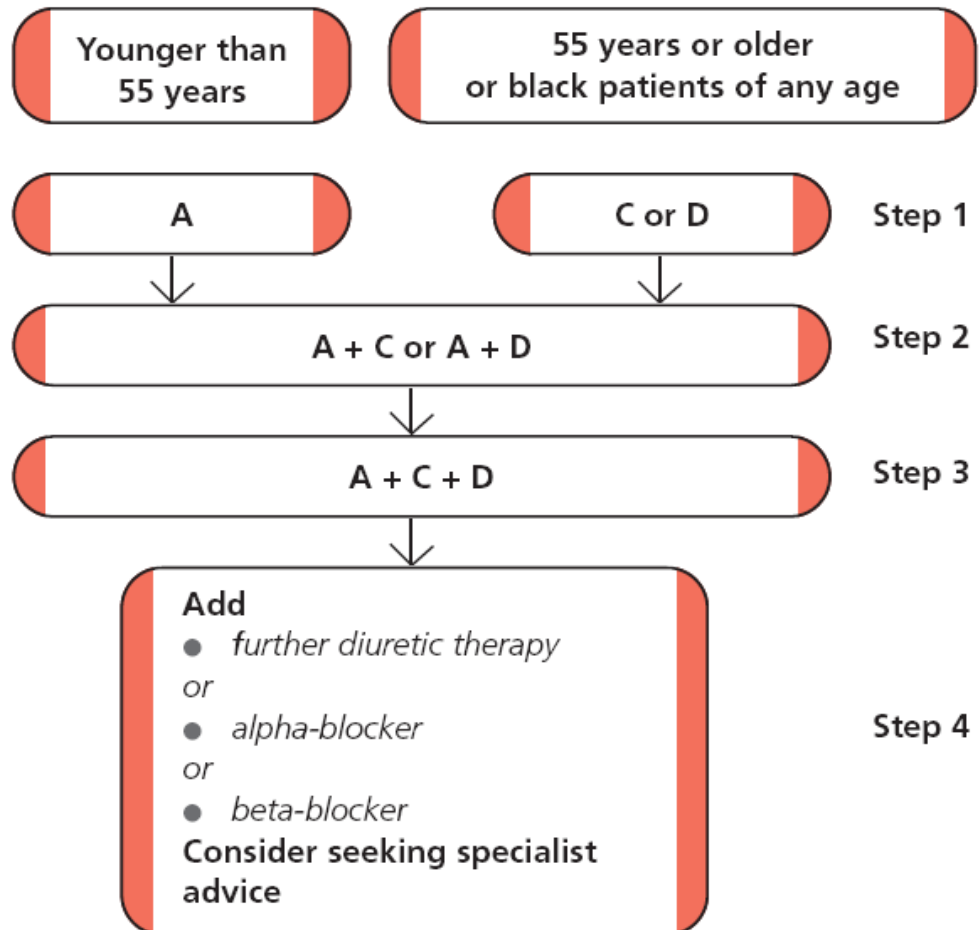 Younger than
55 years
55 years or older
or black patients of any age
A
C or D
Step 1
A + C or A + D
Step 2
A + C + D
Step 3
Add
● further diuretic therapy
or
● alpha-blocker
or
● beta-blocker
Consider seeking specialist
advice
Step 4